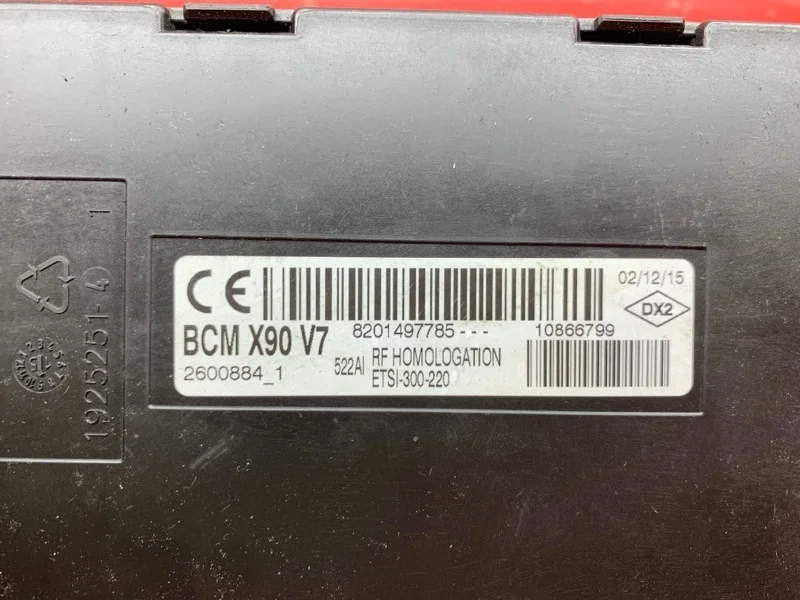 CE
02/12/15
DX2
8201497785--- 10866799
BCM X90 V7
2600884_1
522AI
RF HOMOLOGATION
ETSI-300-220
1925251-4 1
15